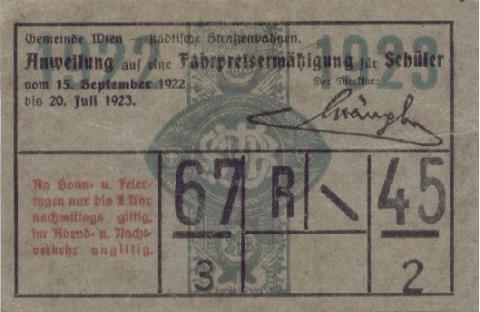 Gemeinde Wien — städtische Straßenbahnen.
1922 1923
Anweisung auf eine Fahrpreisermäßigung für Schüler
vom 15. September 1922
bis 20. Juli 1923.
Der Direktor:
An Sonn- u. Feier-
tagen nur bis 1 Uhr
nachmittags giltig,
im Abend- u. Nacht-
verkehr ungiltig.
67 R \ 45
3 2